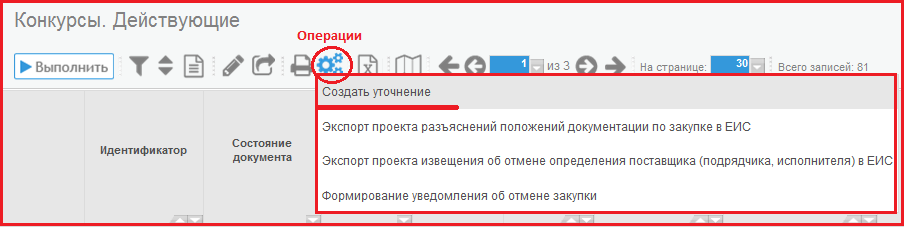 Конкурсы. Действующие
Операции
Выполнить
1 из 3 На странице: 30 Всего записей: 81
Создать уточнение
Экспорт проекта разъяснений положений документации по закупке в ЕИС
Идентификатор
Состояние
документа
Экспорт проекта извещения об отмене определения поставщика (подрядчика, исполнителя) в ЕИС
Формирование уведомления об отмене закупки